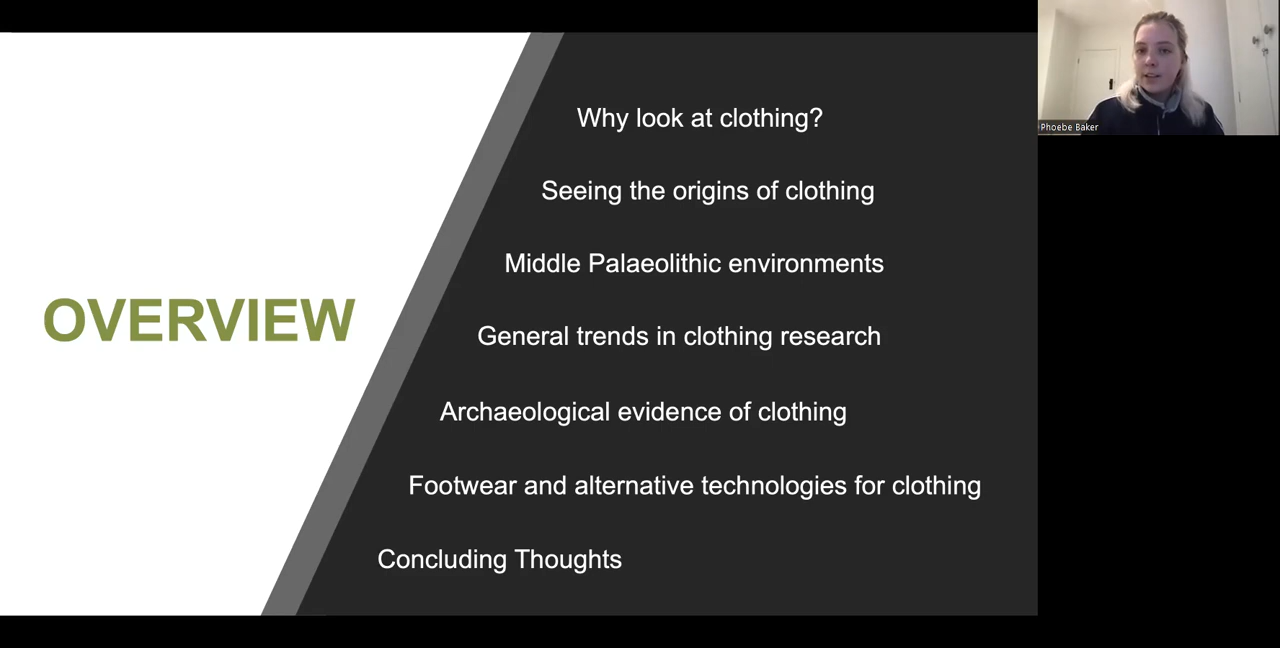 OVERVIEW
Why look at clothing?
Seeing the origins of clothing
Middle Palaeolithic environments
General trends in clothing research
Archaeological evidence of clothing
Footwear and alternative technologies for clothing
Concluding Thoughts
Phoebe Baker